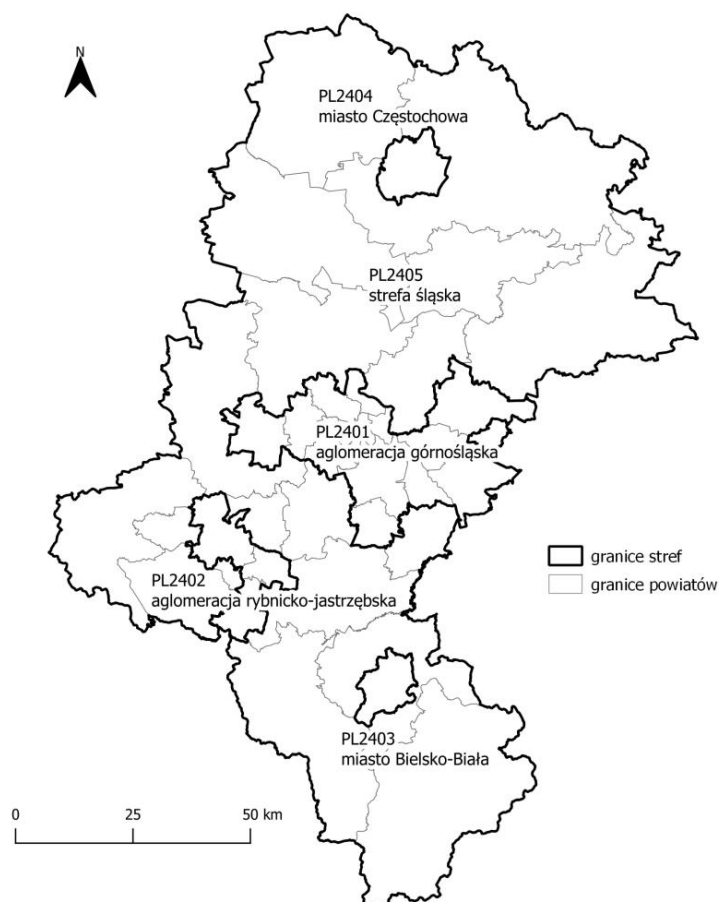 N
PL2404
miasto Częstochowa
PL2405
strefa śląska
PL2401
aglomeracja górnośląska
granice stref
granice powiatów
PL2402
aglomeracja rybnicko-jastrzębska
PL2403
miasto Bielsko-Biała
0 25 50 km